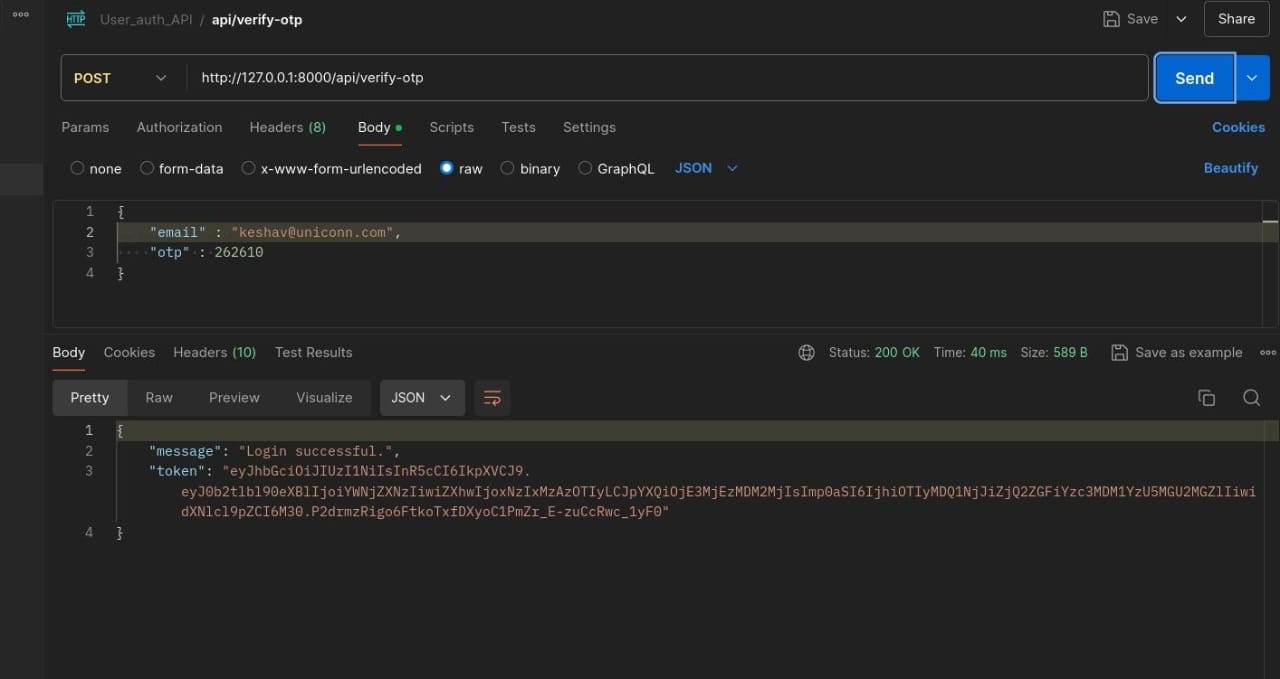 User_auth_API / api/verify-otp
Save
Share
POST
http://127.0.0.1:8000/api/verify-otp
Send
Params Authorization Headers (8) Body Scripts Tests Settings
Cookies
none form-data x-www-form-urlencoded raw binary GraphQL JSON
Beautify
1 {
2 "email" : "keshav@uniconn.com",
3 "otp" : 262610
4 }
Body Cookies Headers (10) Test Results
Status: 200 OK Time: 40 ms Size: 589 B
Save as example
Pretty Raw Preview Visualize JSON
1 {
2 "message": "Login successful.",
3 "token": "eyJhbGciOiJIUzI1NiIsInR5cCI6IkpXVCJ9.
eyJ0b2tlbl90eXBlIjoiYWNjZXNzIiwiZXhwIjoxNzIxMzAzOTIyLCJpYXQiOjE3MjEzMDM2MjIsImp0aSI6IjhiOTIyMDQ1NjJiZjQ2ZGFiYzc3MDM1YzU5MGU2MGZlIiwi
dXNlcl9pZCI6M30.P2drmzRigo6FtkoTxfDXyoC1PmZr_E-zuCcRwc_1yF0"
4 }